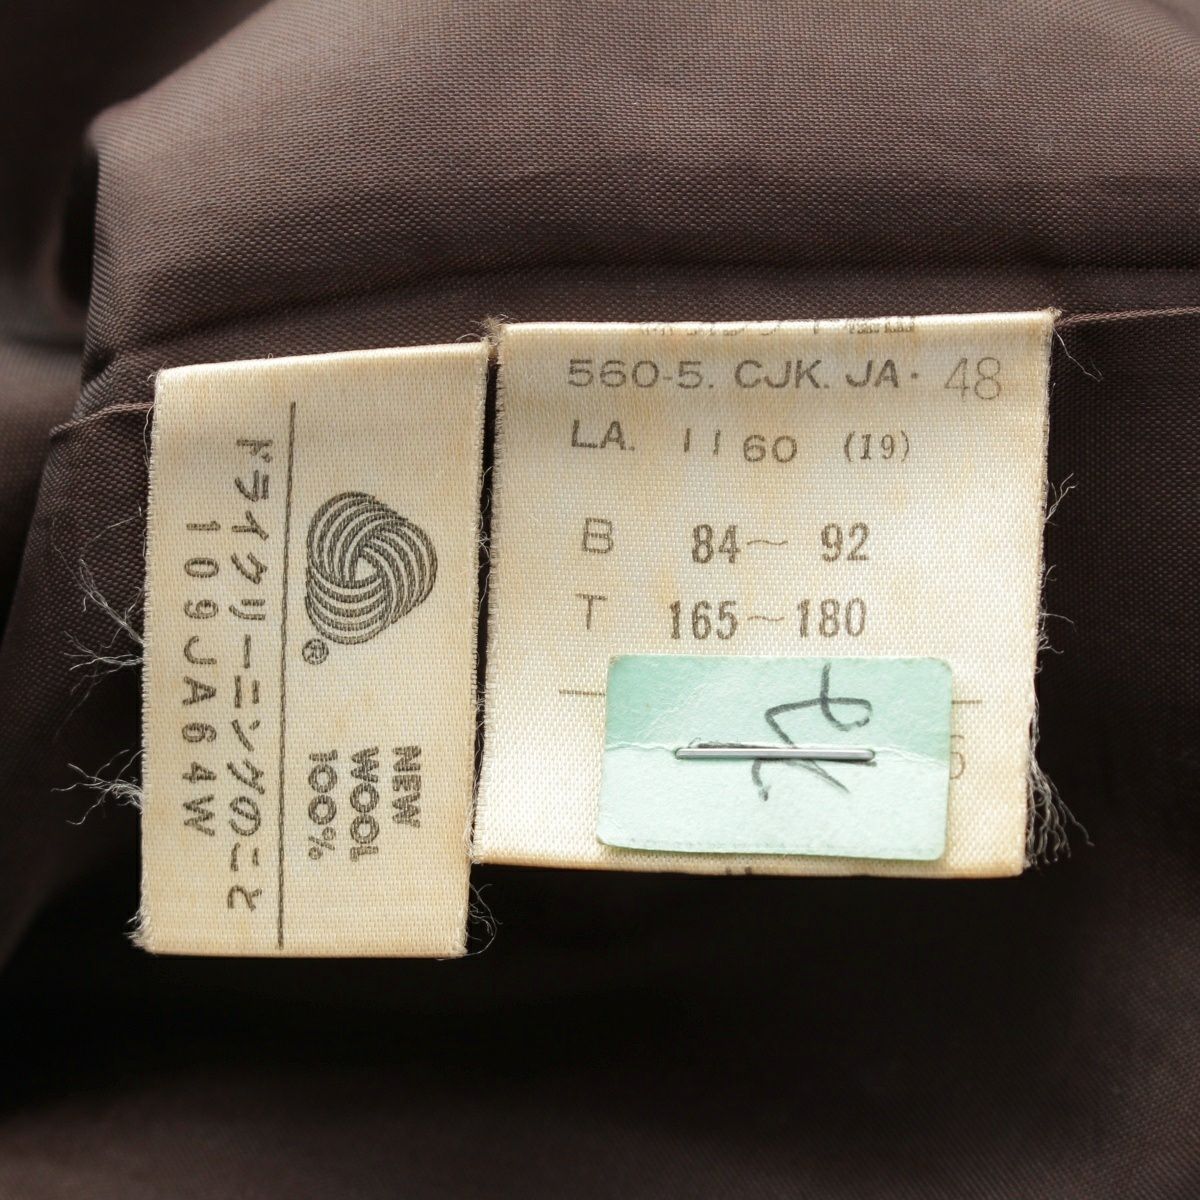 ドライクリーニングのこと
109JA64W
®
NEW
WOOL
100%
560-5. CJK. JA· 48
LA. 1160 (19)
B 84~ 92
T 165~180